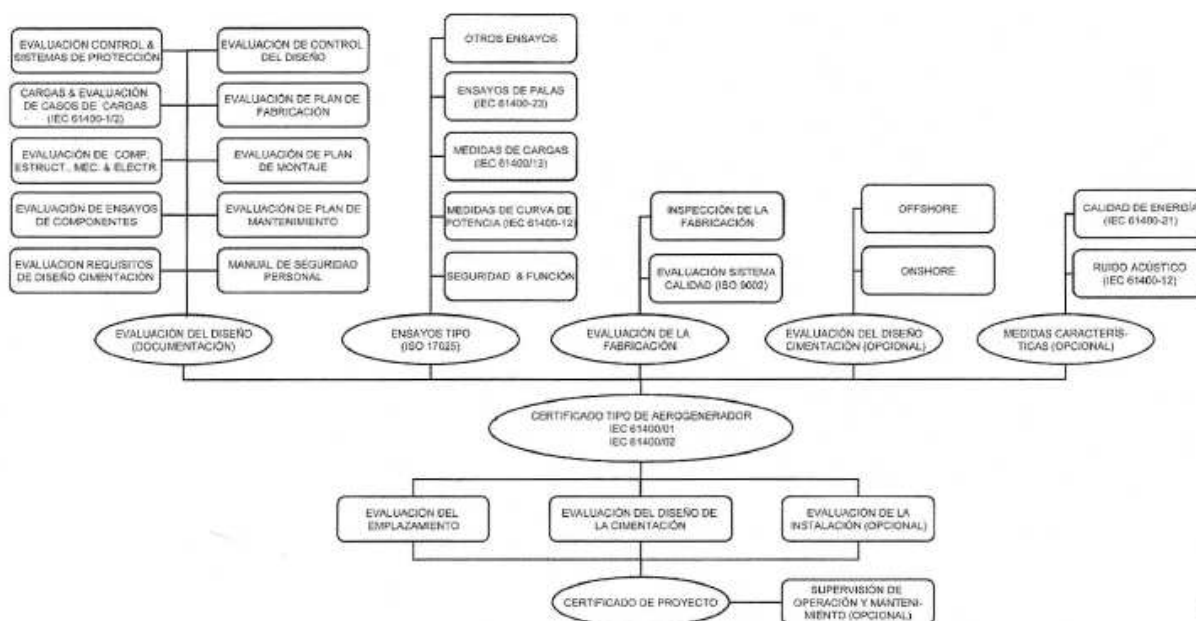 EVALUACIÓN CONTROL &
SISTEMAS DE PROTECCIÓN
EVALUACIÓN DE CONTROL
DEL DISEÑO
CARGAS & EVALUACIÓN
DE CASOS DE CARGAS
(IEC 61400-1/2)
EVALUACIÓN DE PLAN DE
FABRICACIÓN
EVALUACIÓN DE COMP.
ESTRUCT., MEC. & ELECTR.
EVALUACIÓN DE PLAN
DE MONTAJE
EVALUACIÓN DE ENSAYOS
DE COMPONENTES
EVALUACIÓN DE PLAN DE
MANTENIMIENTO
EVALUACION REQUISITOS
DE DISEÑO CIMENTACIÓN
MANUAL DE SEGURIDAD
PERSONAL
EVALUACIÓN DEL DISEÑO
(DOCUMENTACIÓN)
OTROS ENSAYOS
ENSAYOS DE PALAS
(IEC 61400-23)
MEDIDAS DE CARGAS
(IEC 61400/13)
MEDIDAS DE CURVA DE
POTENCIA (IEC 61400-12)
SEGURIDAD & FUNCIÓN
ENSAYOS TIPO
(ISO 17025)
INSPECCIÓN DE LA
FABRICACIÓN
EVALUACIÓN SISTEMA
CALIDAD (ISO 9002)
EVALUACIÓN DE LA
FABRICACIÓN
OFFSHORE
ONSHORE
EVALUACIÓN DEL DISEÑO
CIMENTACIÓN (OPCIONAL)
CALIDAD DE ENERGÍA
(IEC 61400-21)
RUIDO ACÚSTICO
(IEC 61400-12)
MEDIDAS CARACTERÍS-
TICAS (OPCIONAL)
CERTIFICADO TIPO DE AEROGENERADOR
IEC 61400/01
IEC 61400/02
EVALUACIÓN DEL
EMPLAZAMIENTO
EVALUACIÓN DEL DISEÑO DE
LA CIMENTACIÓN
EVALUACIÓN DE LA
INSTALACIÓN (OPCIONAL)
CERTIFICADO DE PROYECTO
SUPERVISIÓN DE
OPERACIÓN Y MANTENI-
MIENTO (OPCIONAL)